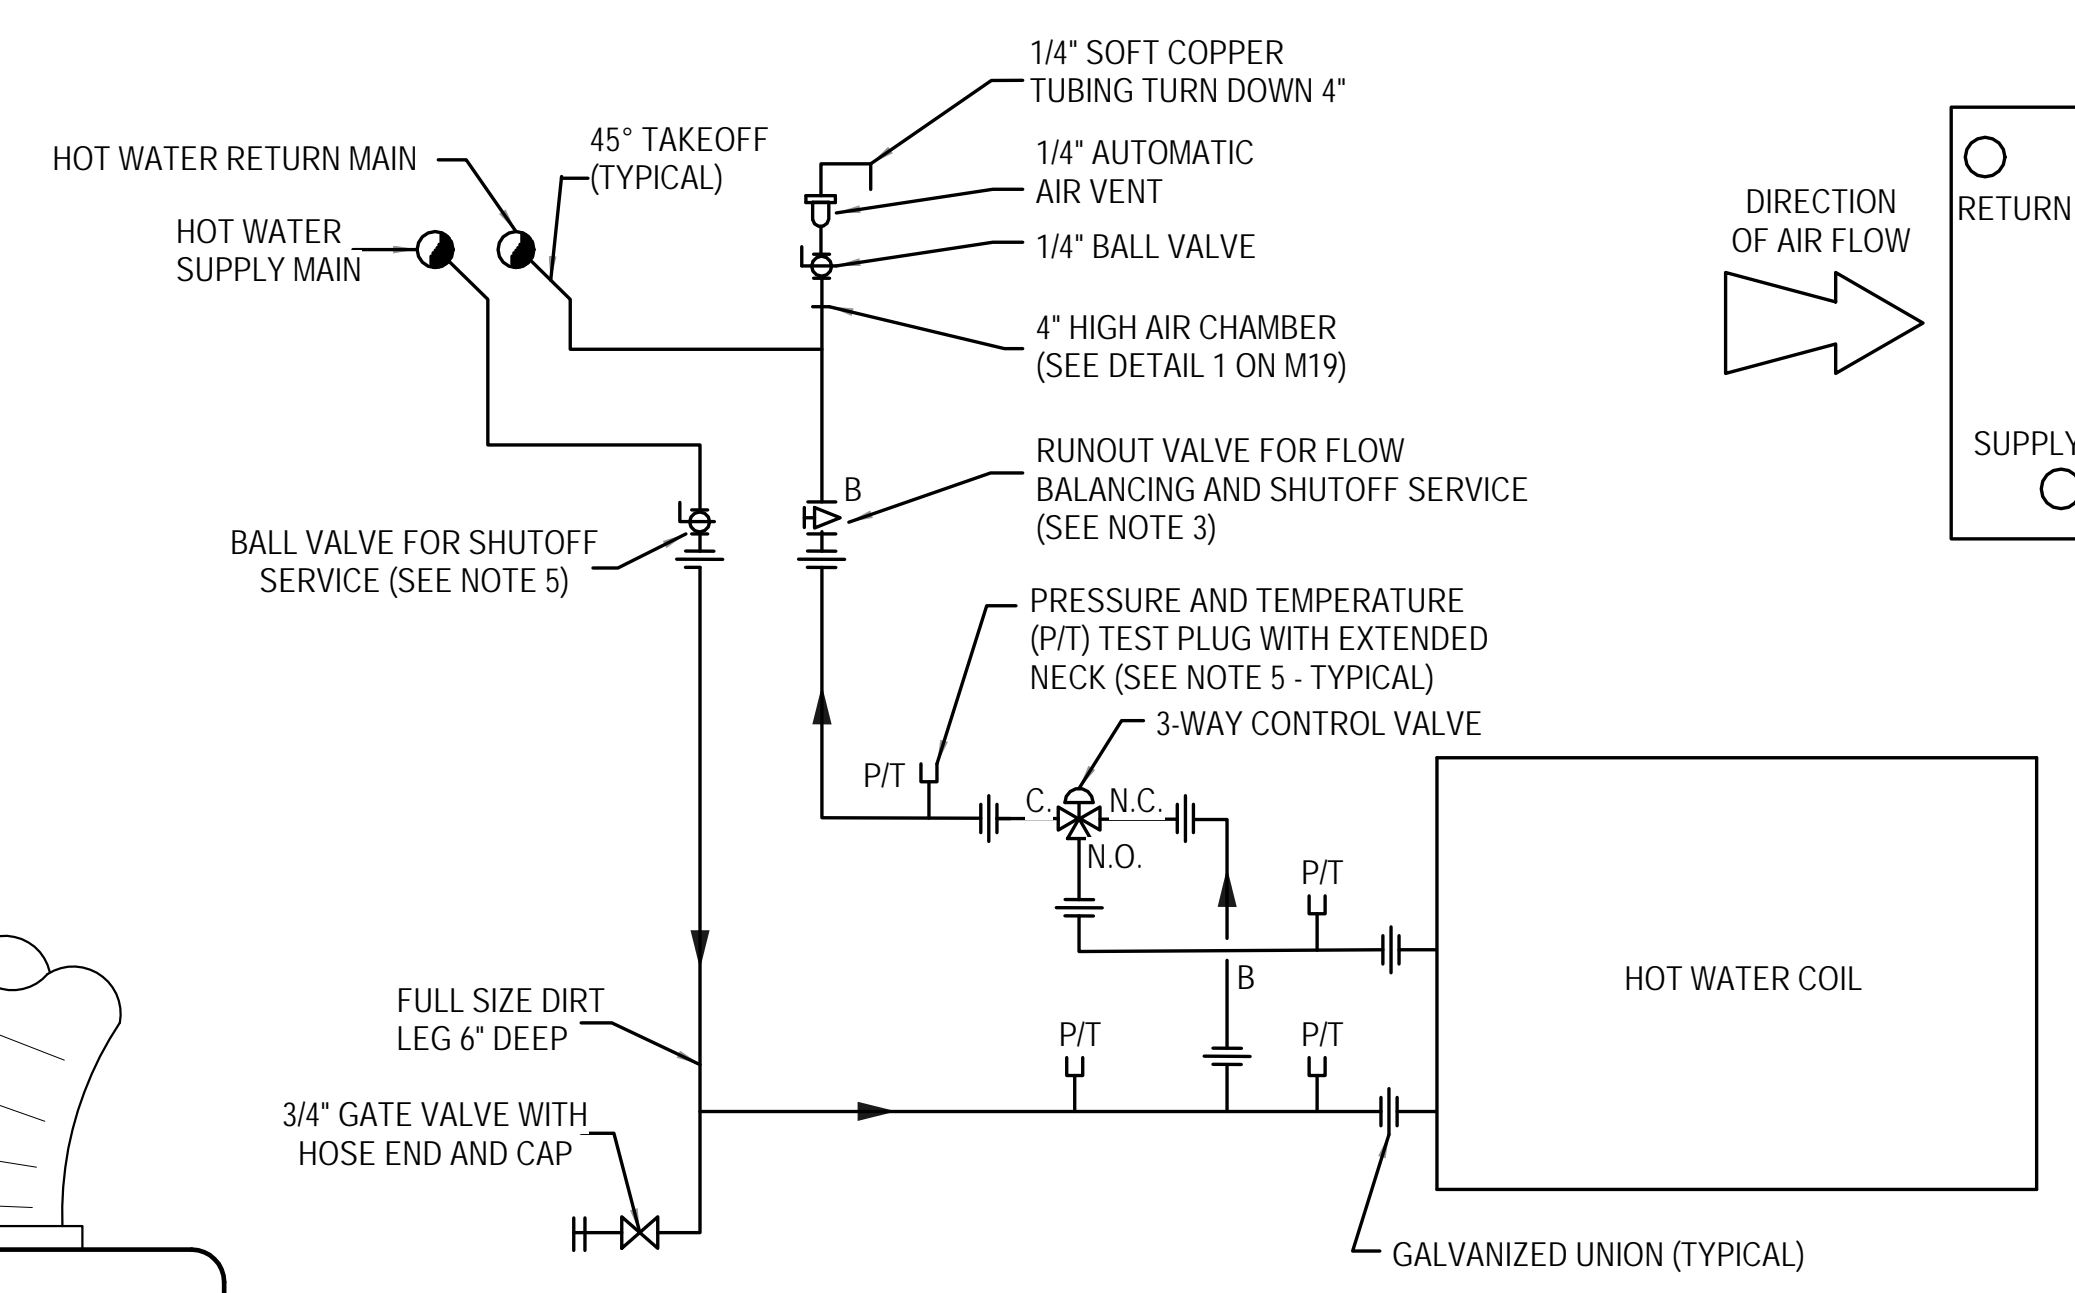 1/4" SOFT COPPER
TUBING TURN DOWN 4"
45° TAKEOFF
(TYPICAL)
HOT WATER RETURN MAIN
1/4" AUTOMATIC
AIR VENT
HOT WATER
SUPPLY MAIN
1/4" BALL VALVE
DIRECTION
OF AIR FLOW
RETURN
4" HIGH AIR CHAMBER
(SEE DETAIL 1 ON M19)
SUPPLY
RUNOUT VALVE FOR FLOW
BALANCING AND SHUTOFF SERVICE
(SEE NOTE 3)
B
BALL VALVE FOR SHUTOFF
SERVICE (SEE NOTE 5)
PRESSURE AND TEMPERATURE
(P/T) TEST PLUG WITH EXTENDED
NECK (SEE NOTE 5 - TYPICAL)
3-WAY CONTROL VALVE
P/T
C.
N.C.
N.O.
P/T
B
HOT WATER COIL
FULL SIZE DIRT
LEG 6" DEEP
P/T
P/T
3/4" GATE VALVE WITH
HOSE END AND CAP
GALVANIZED UNION (TYPICAL)